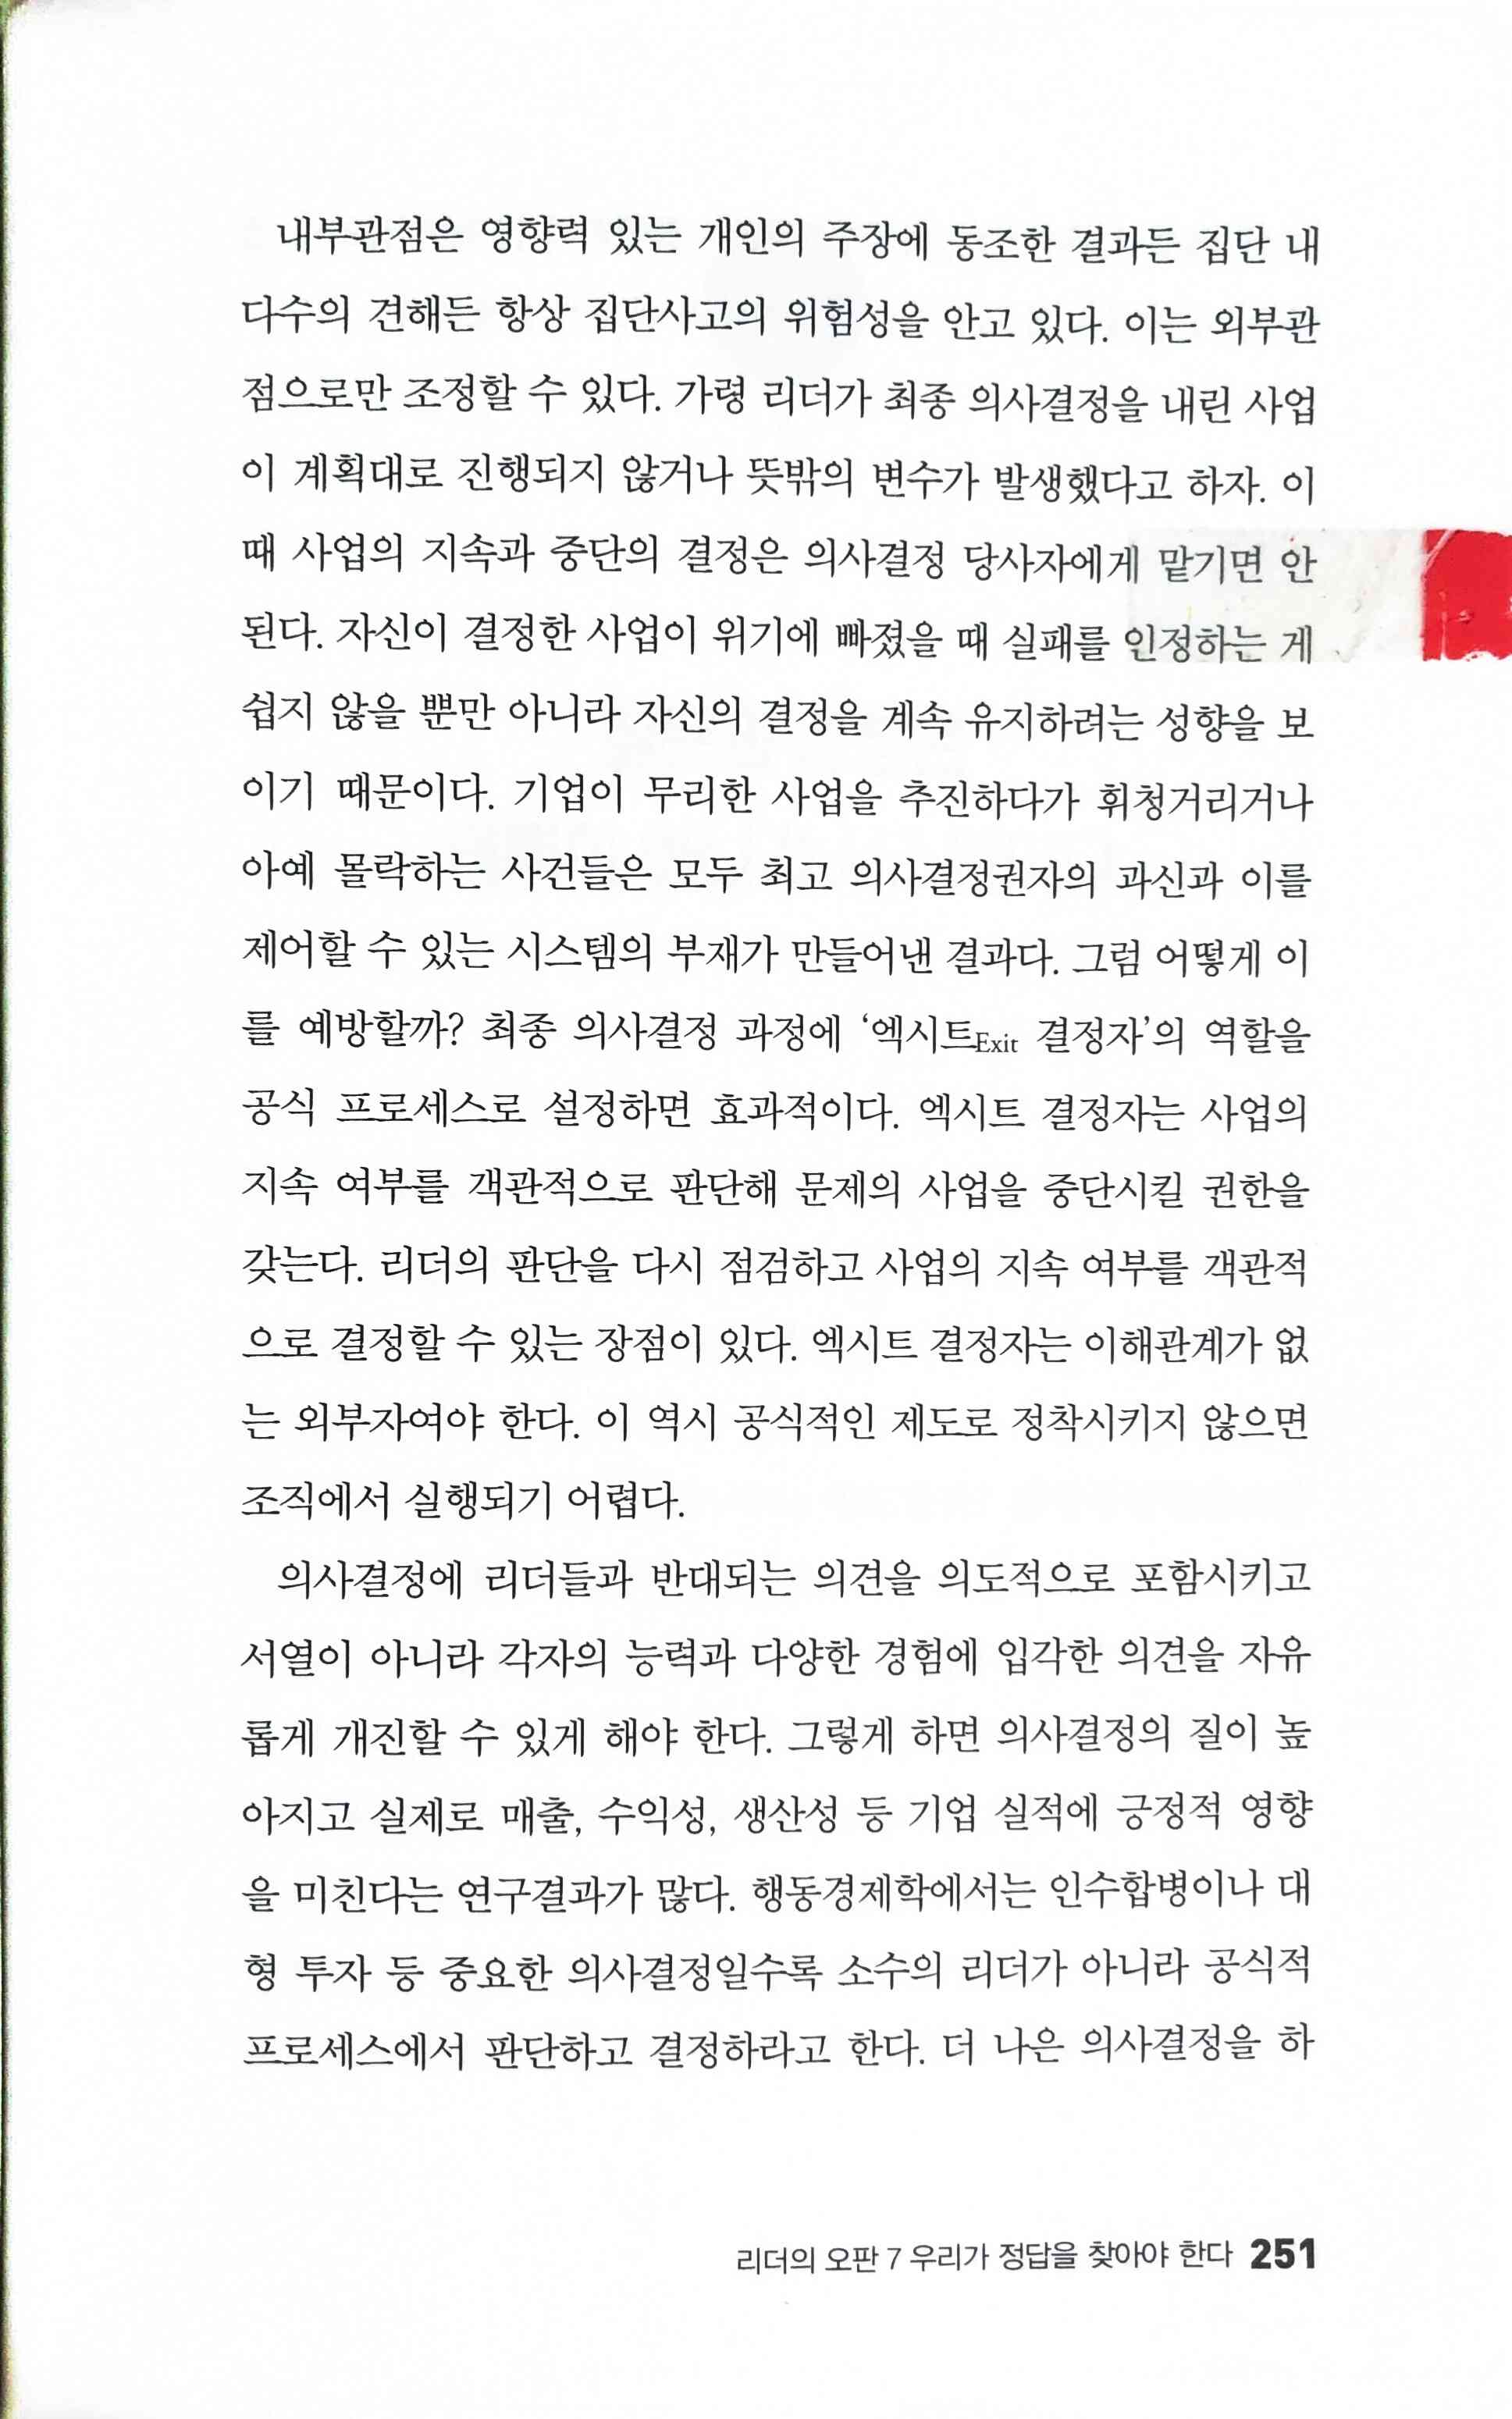 내부관점은 영향력 있는 개인의 주장에 동조한 결과든 집단 내
다수의 견해든 항상 집단사고의 위험성을 안고 있다. 이는 외부관
점으로만 조정할 수 있다. 가령 리더가 최종 의사결정을 내린 사업
이 계획대로 진행되지 않거나 뜻밖의 변수가 발생했다고 하자. 이
때 사업의 지속과 중단의 결정은 의사결정 당사자에게 맡기면 안
된다. 자신이 결정한 사업이 위기에 빠졌을 때 실패를 인정하는 게
쉽지 않을 뿐만 아니라 자신의 결정을 계속 유지하려는 성향을 보
이기 때문이다. 기업이 무리한 사업을 추진하다가 휘청거리거나
아예 몰락하는 사건들은 모두 최고 의사결정권자의 과신과 이를
제어할 수 있는 시스템의 부재가 만들어낸 결과다. 그럼 어떻게 이
를 예방할까? 최종 의사결정 과정에 ‘엑시트Exit 결정자’의 역할을
공식 프로세스로 설정하면 효과적이다. 엑시트 결정자는 사업의
지속 여부를 객관적으로 판단해 문제의 사업을 중단시킬 권한을
갖는다. 리더의 판단을 다시 점검하고 사업의 지속 여부를 객관적
으로 결정할 수 있는 장점이 있다. 엑시트 결정자는 이해관계가 없
는 외부자여야 한다. 이 역시 공식적인 제도로 정착시키지 않으면
조직에서 실행되기 어렵다.
의사결정에 리더들과 반대되는 의견을 의도적으로 포함시키고
서열이 아니라 각자의 능력과 다양한 경험에 입각한 의견을 자유
롭게 개진할 수 있게 해야 한다. 그렇게 하면 의사결정의 질이 높
아지고 실제로 매출, 수익성, 생산성 등 기업 실적에 긍정적 영향
을 미친다는 연구결과가 많다. 행동경제학에서는 인수합병이나 대
형 투자 등 중요한 의사결정일수록 소수의 리더가 아니라 공식적
프로세스에서 판단하고 결정하라고 한다. 더 나은 의사결정을 하
리더의 오판 7 우리가 정답을 찾아야 한다 251